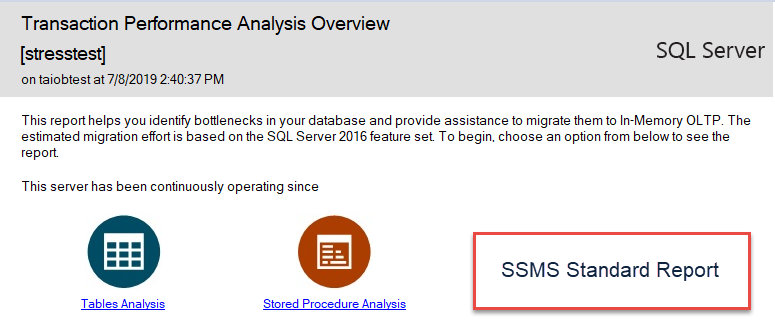 Transaction Performance Analysis Overview
[stresstest]
SQL Server
on taiobtest at 7/8/2019 2:40:37 PM
This report helps you identify bottlenecks in your database and provide assistance to migrate them to In-Memory OLTP. The
estimated migration effort is based on the SQL Server 2016 feature set. To begin, choose an option from below to see the
report.
This server has been continuously operating since
SSMS Standard Report
Tables Analysis
Stored Procedure Analysis